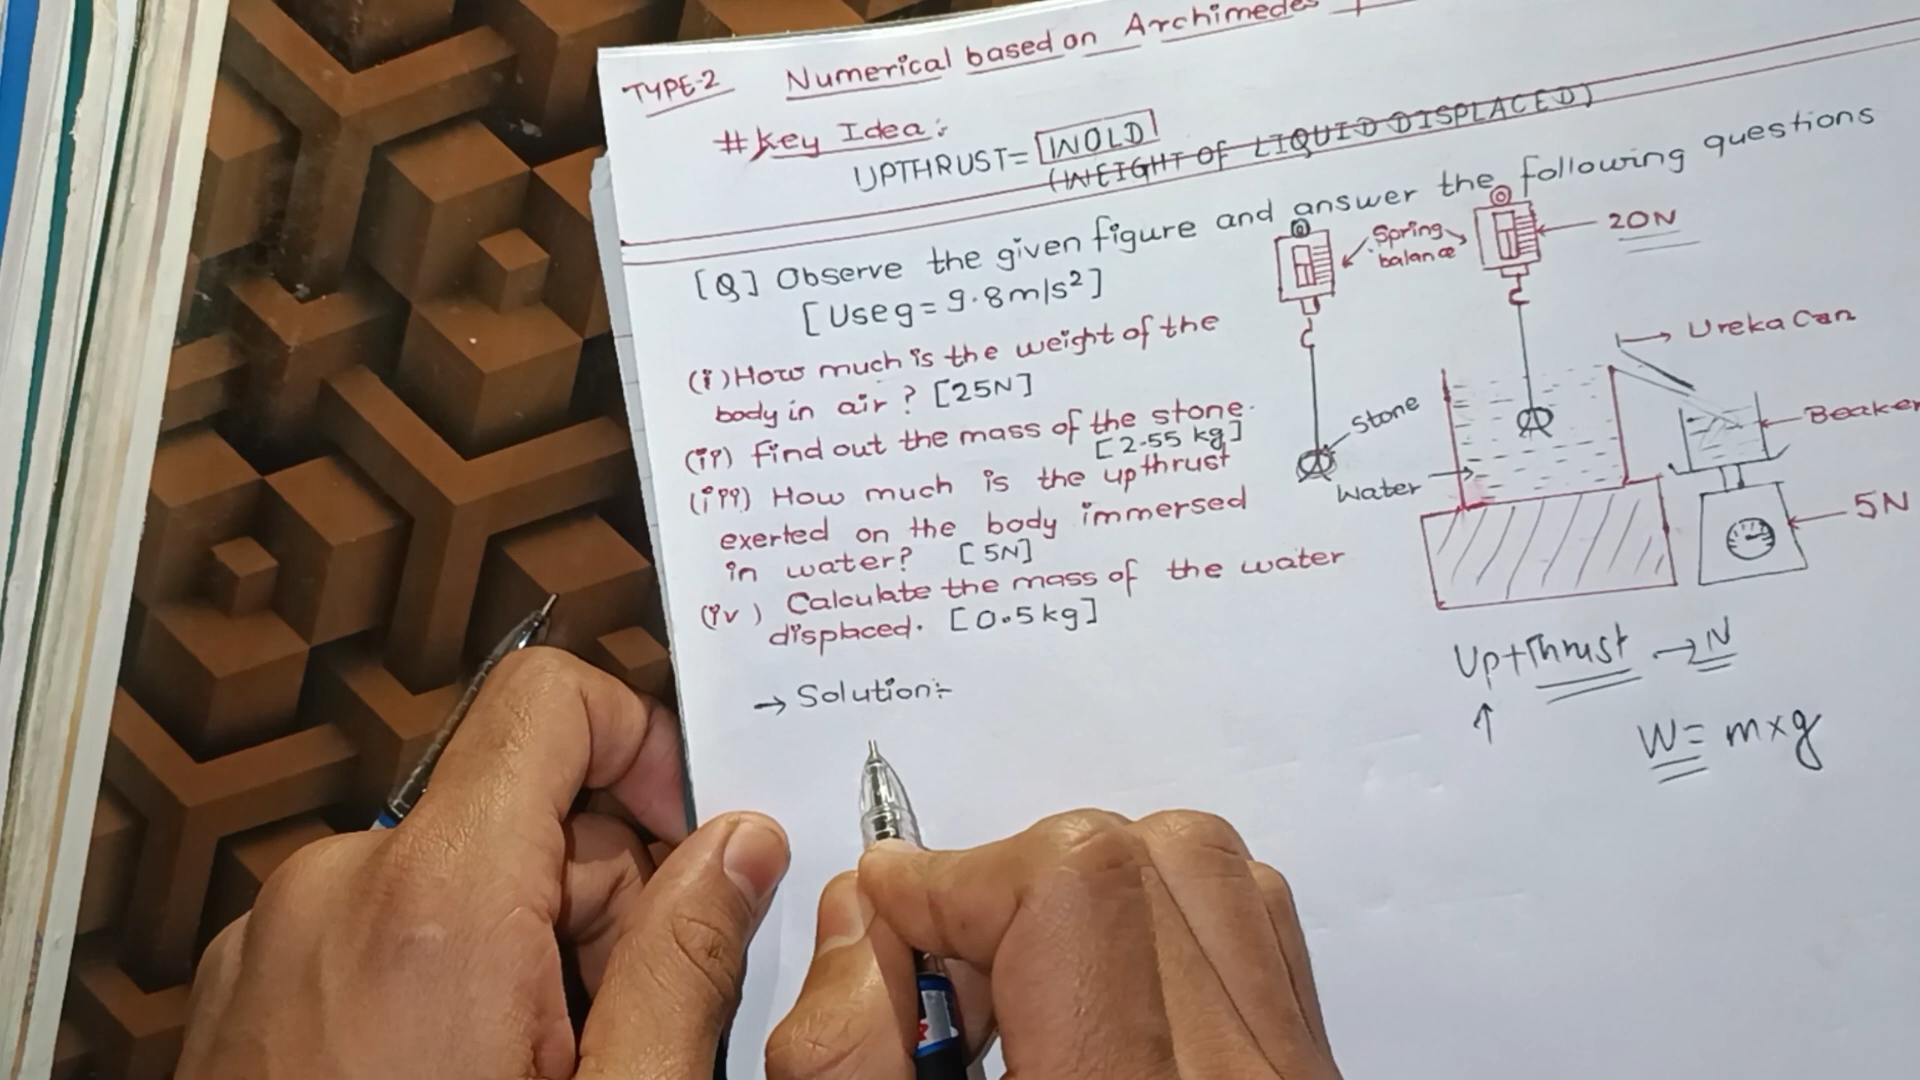 TYPE-2 Numerical based on Archimedes
# Key Idea:
UPTHRUST = WOLD
(WEIGHT OF LIQUID DISPLACED)
[Q] Observe the given figure and answer the following questions
[Use g = 9.8m/s²]
(i) How much is the weight of the
body in air? [25N]
(ii) find out the mass of the stone.
[2.55 kg]
(iii) How much is the upthrust
exerted on the body immersed
in water? [5N]
(iv) Calculate the mass of the water
displaced. [0.5kg]
→ Solution:-
Spring
balance
20N
Ureka Can
Stone
Beaker
Water
5N
Upthrust → N
↑
W = m×g